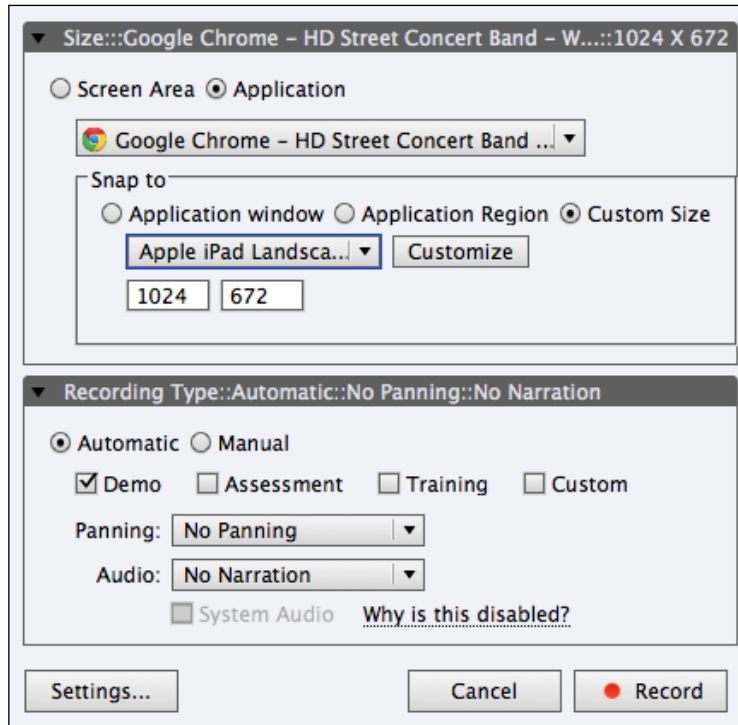 Size:::Google Chrome – HD Street Concert Band – W...::1024 X 672
Screen Area Application
Google Chrome – HD Street Concert Band ...
Snap to
Application window Application Region Custom Size
Apple iPad Landsca... Customize
1024 672
Recording Type::Automatic::No Panning::No Narration
Automatic Manual
Demo Assessment Training Custom
Panning: No Panning
Audio: No Narration
System Audio Why is this disabled?
Settings... Cancel Record